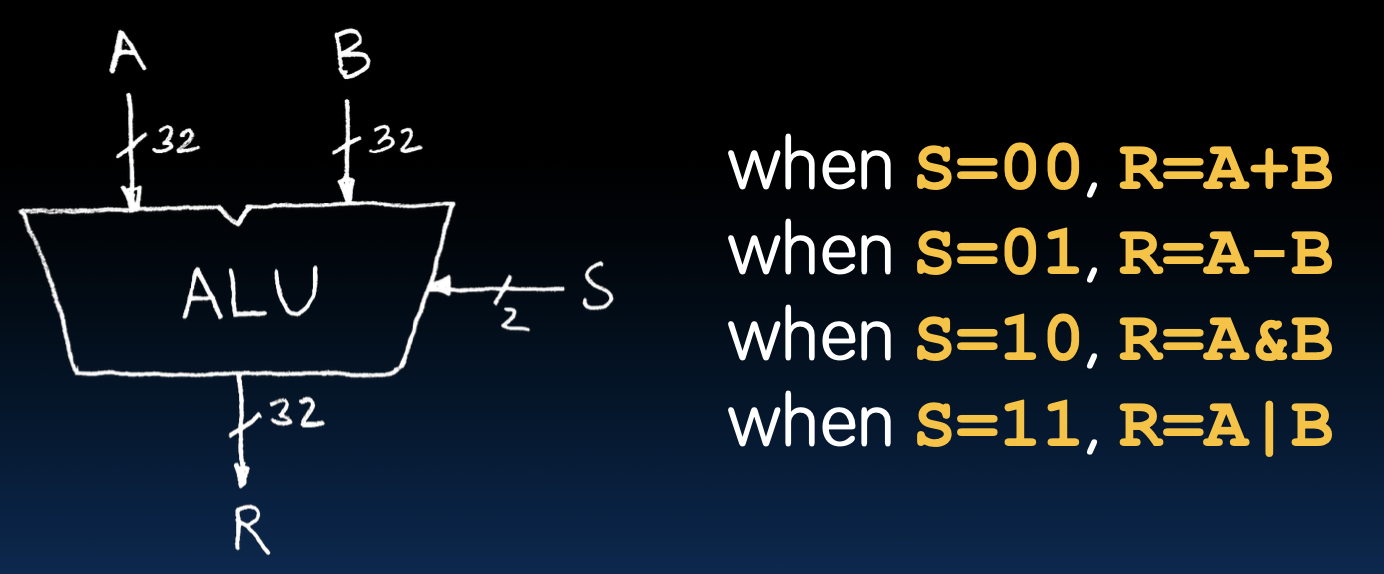 A
B
32
32
ALU
S
2
32
R
when S=00, R=A+B
when S=01, R=A-B
when S=10, R=A&B
when S=11, R=A|B